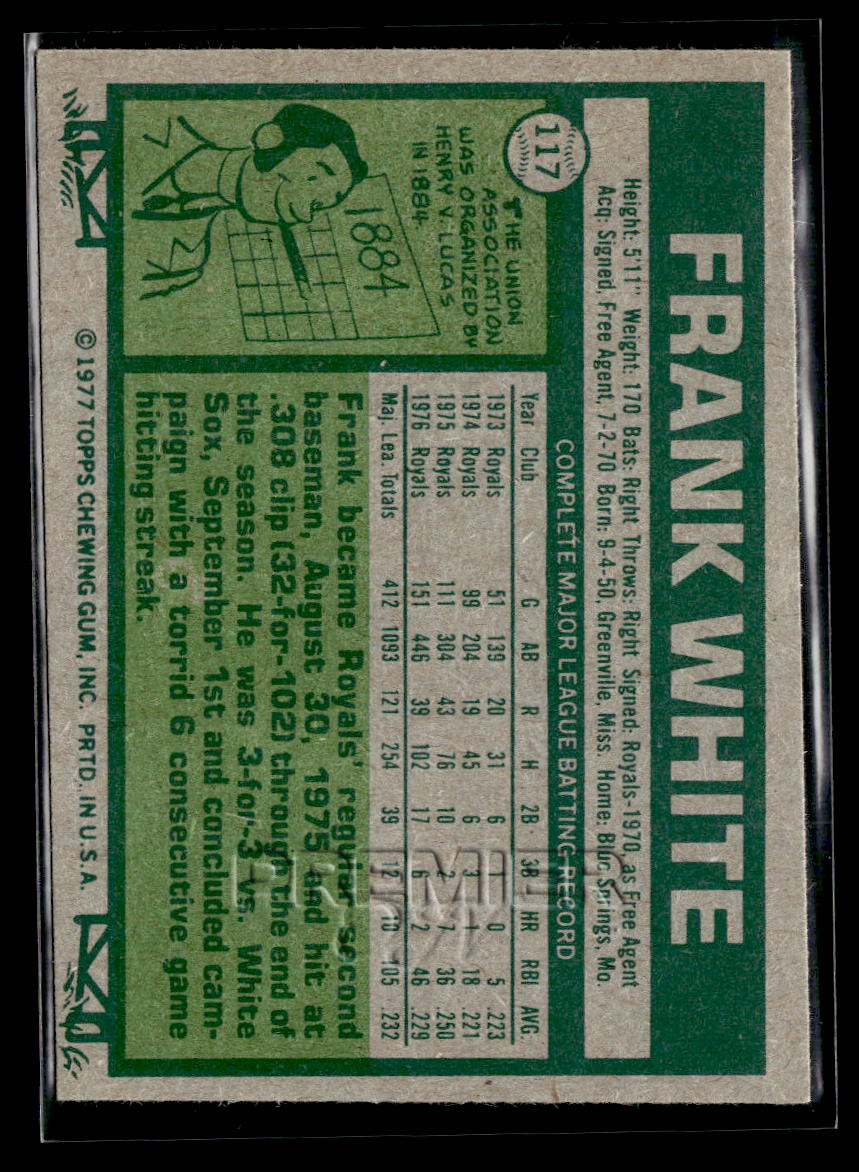 FRANK WHITE
Height: 5'11" Weight: 170 Bats: Right Throws: Right Signed: Royals-1970, as Free Agent
Acq: Signed, Free Agent, 7-2-70 Born: 9-4-50, Greenville, Miss. Home: Blue Springs, Mo.
117
THE UNION
ASSOCIATION
WAS ORGANIZED BY
HENRY V. LUCAS
IN 1884
1884
COMPLETE MAJOR LEAGUE BATTING RECORD
Year Club G AB R H 2B 3B HR RBI AVG.
1973 Royals 51 139 20 31 6 1 0 5 .223
1974 Royals 99 204 19 45 6 3 1 18 .221
1975 Royals 111 304 43 76 10 2 7 36 .250
1976 Royals 151 446 39 102 17 6 2 46 .229
Maj. Lea. Totals 412 1093 121 254 39 12 10 105 .232
Frank became Royals' regular second
baseman, August 30, 1975 and hit at
.308 clip (32-for-102) through the end of
the season. He was 3-for-3 vs. White
Sox, September 1st and concluded cam-
paign with a torrid 6 consecutive game
hitting streak.
© 1977 TOPPS CHEWING GUM, INC. PRTD. IN U.S.A.
PREMIER